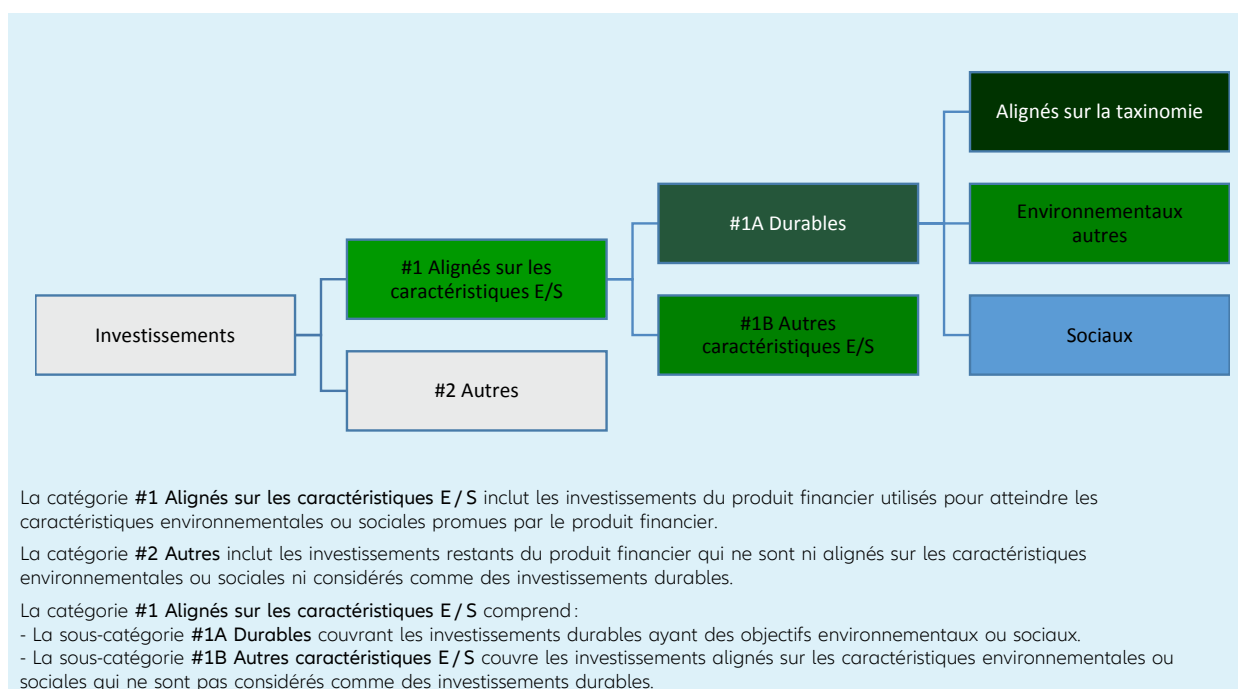 Alignés sur la taxinomie
#1A Durables
Environnementaux
autres
#1 Alignés sur les
caractéristiques E/S
Investissements
#1B Autres
caractéristiques E/S
Sociaux
#2 Autres
La catégorie #1 Alignés sur les caractéristiques E / S inclut les investissements du produit financier utilisés pour atteindre les
caractéristiques environnementales ou sociales promues par le produit financier.
La catégorie #2 Autres inclut les investissements restants du produit financier qui ne sont ni alignés sur les caractéristiques
environnementales ou sociales ni considérés comme des investissements durables.
La catégorie #1 Alignés sur les caractéristiques E / S comprend :
- La sous-catégorie #1A Durables couvrant les investissements durables ayant des objectifs environnementaux ou sociaux.
- La sous-catégorie #1B Autres caractéristiques E / S couvre les investissements alignés sur les caractéristiques environnementales ou
sociales qui ne sont pas considérés comme des investissements durables.